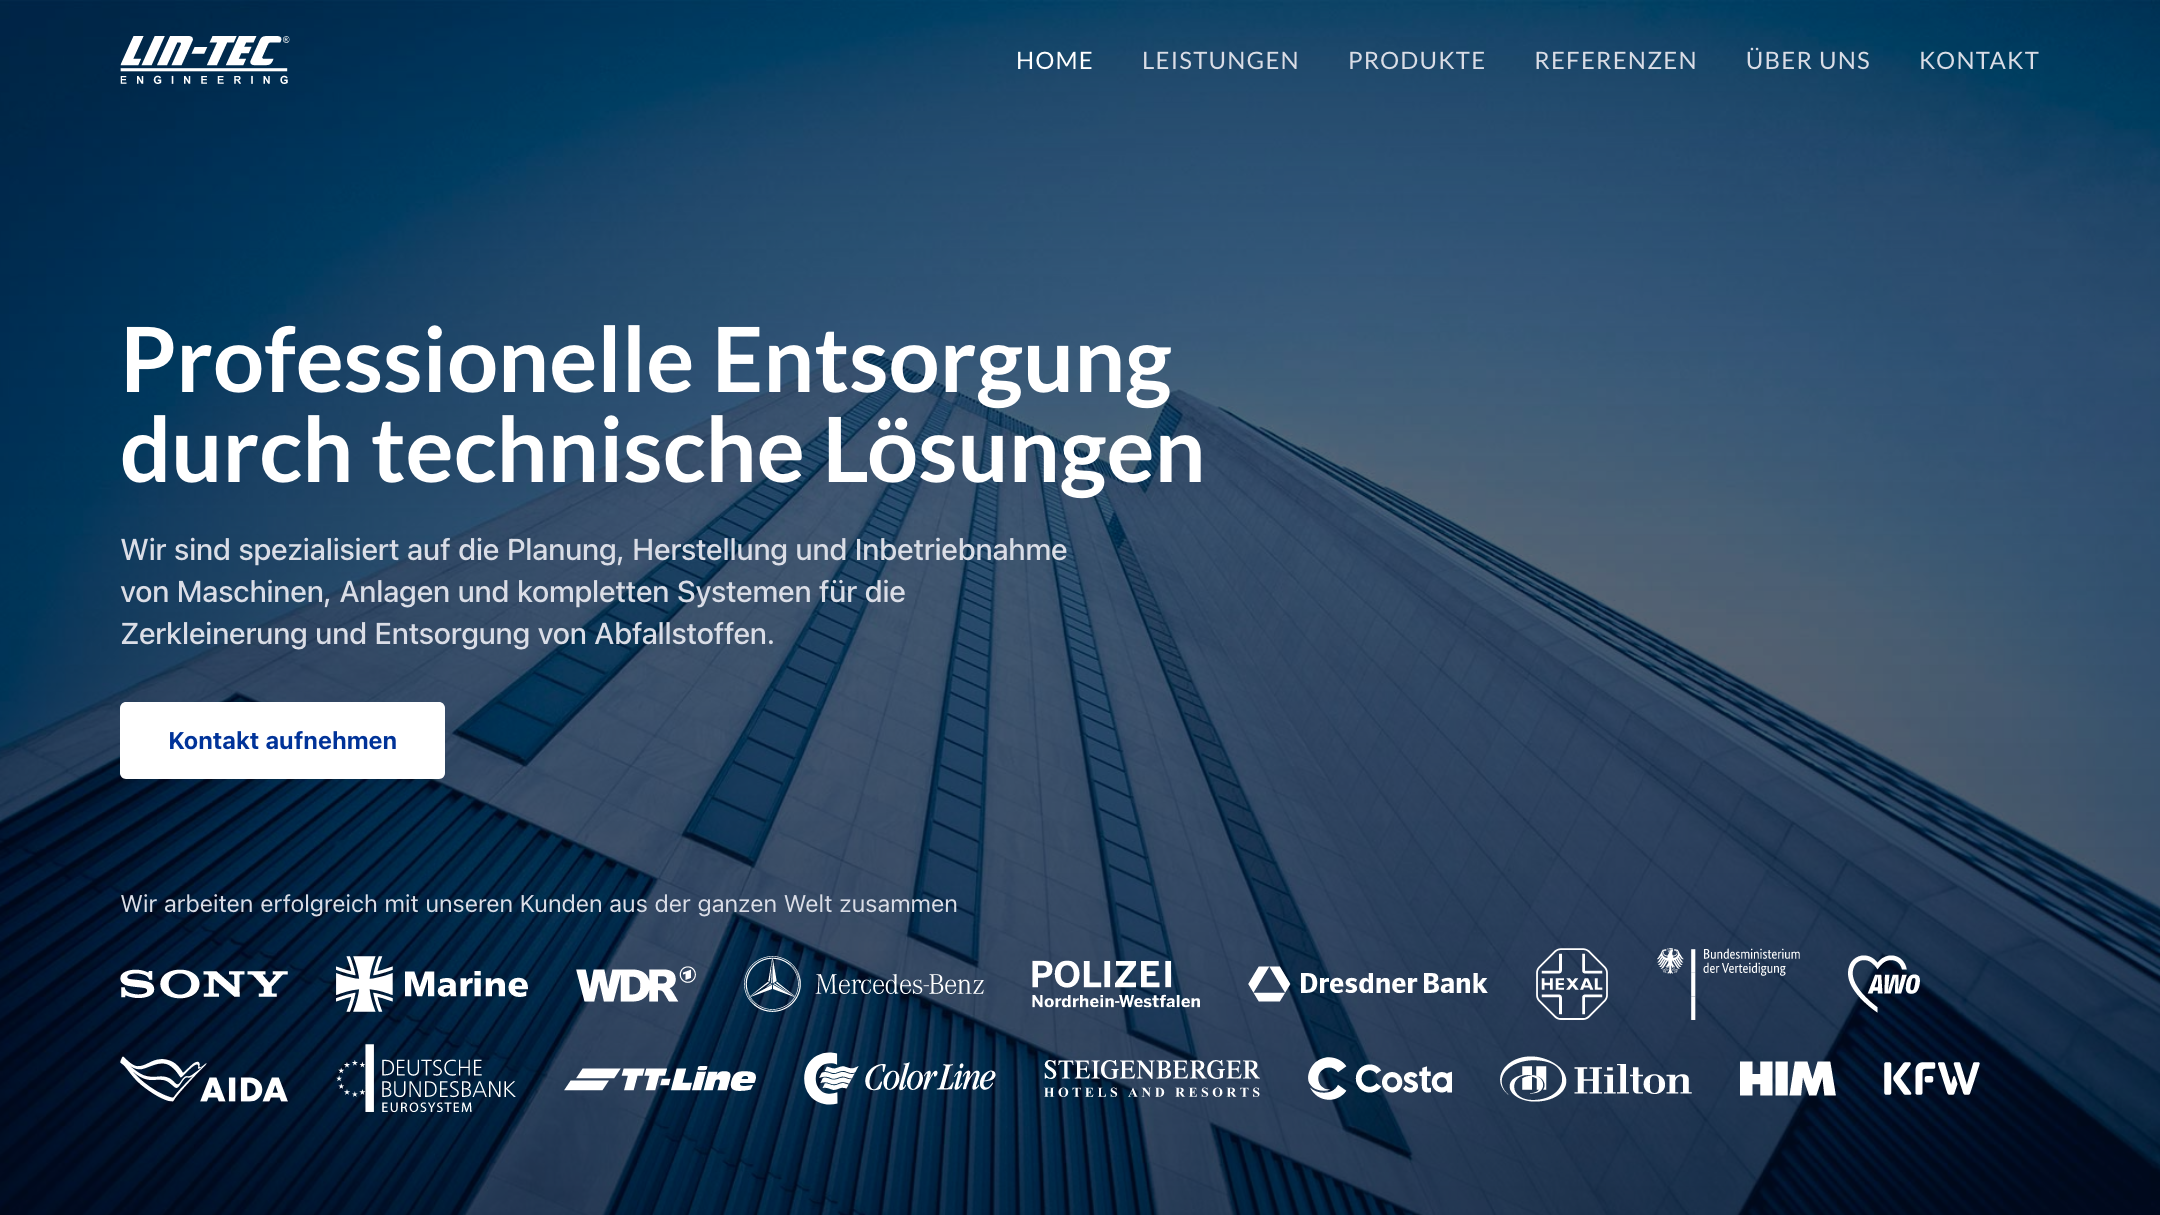 LIN-TEC®
ENGINEERING
HOME LEISTUNGEN PRODUKTE REFERENZEN ÜBER UNS KONTAKT
Professionelle Entsorgung
durch technische Lösungen
Wir sind spezialisiert auf die Planung, Herstellung und Inbetriebnahme
von Maschinen, Anlagen und kompletten Systemen für die
Zerkleinerung und Entsorgung von Abfallstoffen.
Kontakt aufnehmen
Wir arbeiten erfolgreich mit unseren Kunden aus der ganzen Welt zusammen
SONY
Marine
WDR
Mercedes-Benz
POLIZEI
Nordrhein-Westfalen
Dresdner Bank
HEXAL
Bundesministerium
der Verteidigung
AWO
AIDA
DEUTSCHE
BUNDESBANK
EUROSYSTEM
TT-Line
Color Line
STEIGENBERGER
HOTELS AND RESORTS
Costa
Hilton
HIM
KFW